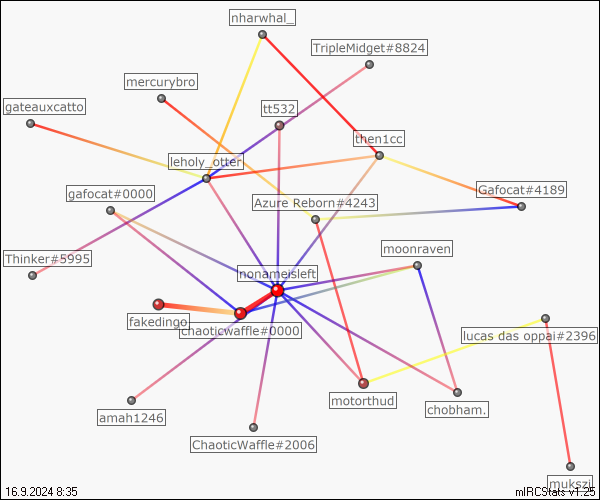 nharwhal_
TripleMidget#8824
mercurybro
gateauxcatto
tt532
then1cc
leholy_otter
gafocat#0000
Gafocat#4189
Azure Reborn#4243
moonraven
Thinker#5995
nonameisleft
fakedingo
chaoticwaffle#0000
lucas das oppai#2396
motorthud
chobham.
amah1246
ChaoticWaffle#2006
mukszi
16.9.2024 8:35
mIRCStats v1.25